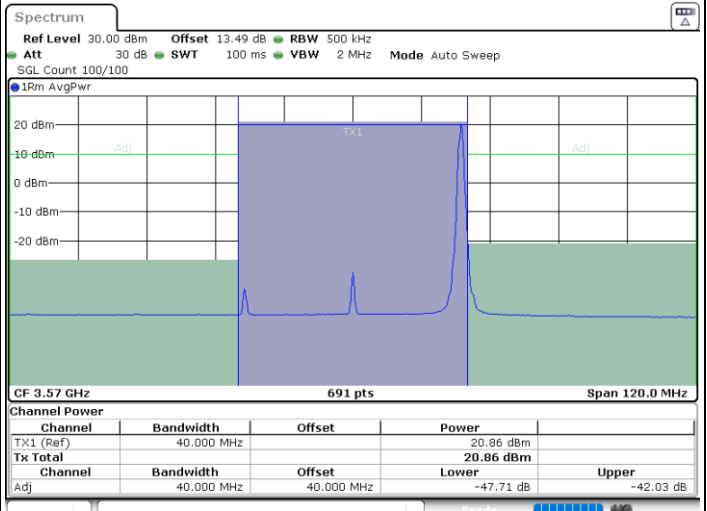 Spectrum
Ref Level 30.00 dBm Offset 13.49 dB RBW 500 kHz
Att 30 dB SWT 100 ms VBW 2 MHz Mode Auto Sweep
SGL Count 100/100
1Rm AvgPwr
20 dBm
TX1
Adj Adj
10 dBm
0 dBm
-10 dBm
-20 dBm
CF 3.57 GHz 691 pts Span 120.0 MHz
Channel Power
Channel Bandwidth Offset Power
TX1 (Ref) 40.000 MHz 20.86 dBm
Tx Total 20.86 dBm
Channel Bandwidth Offset Lower Upper
Adj 40.000 MHz 40.000 MHz -47.71 dB -42.03 dB